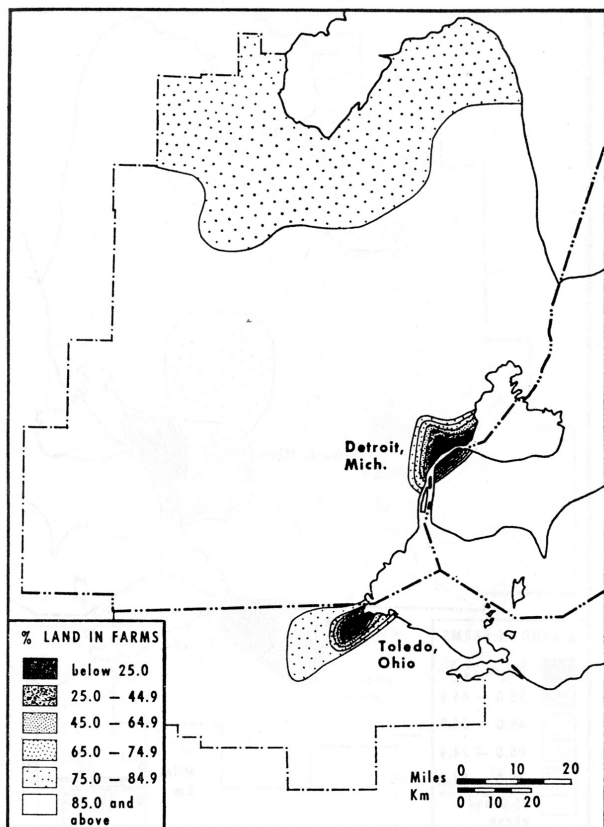 Detroit,
Mich.
Toledo,
Ohio
% LAND IN FARMS
below 25.0
25.0 – 44.9
45.0 – 64.9
65.0 – 74.9
75.0 – 84.9
85.0 and
above
Miles 0 10 20
Km 0 10 20